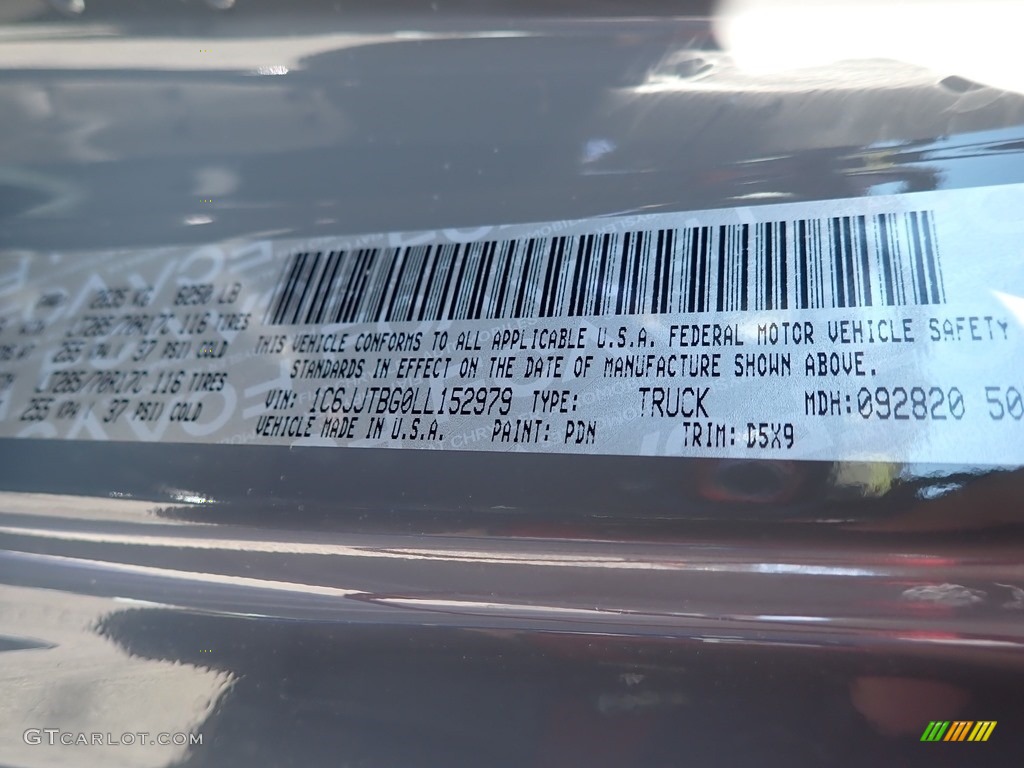 2835 KG 6250 LB
LT285/70R17C 116 TIRES
255 KPA / 37 PSI) COLD
LT285/70R17C 116 TIRES
255 KPA / 37 PSI) COLD
THIS VEHICLE CONFORMS TO ALL APPLICABLE U.S.A. FEDERAL MOTOR VEHICLE SAFETY
STANDARDS IN EFFECT ON THE DATE OF MANUFACTURE SHOWN ABOVE.
VIN: 1C6JJTBG0LL152979 TYPE: TRUCK MDH:092820 50
VEHICLE MADE IN U.S.A. PAINT: PDN TRIM: D5X9
GTCARLOT.COM